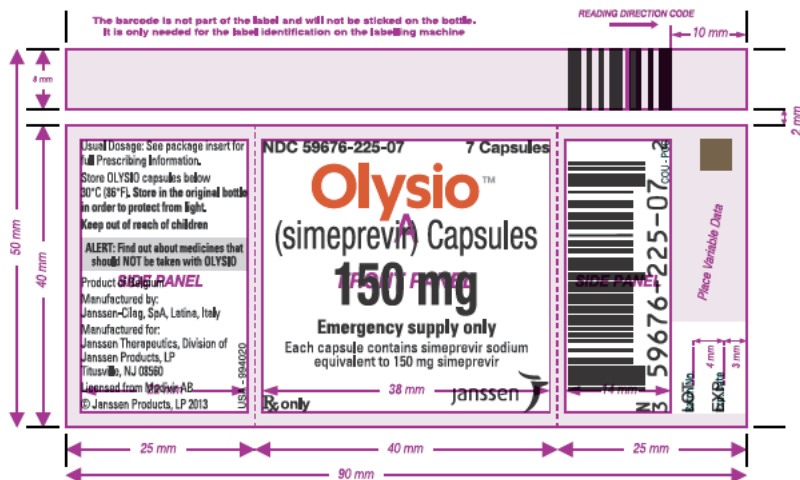 The barcode is not part of the label and will not be sticked on the bottle.
It is only needed for the label identification on the labelling machine
READING DIRECTION CODE
10 mm
8 mm
2 mm
50 mm
40 mm
Usual Dosage: See package insert for
full Prescribing Information.
Store OLYSIO capsules below
30°C (86°F). Store in the original bottle
in order to protect from light.
Keep out of reach of children
ALERT: Find out about medicines that
should NOT be taken with OLYSIO
SIDE PANEL
Product of Belgium
Manufactured by:
Janssen-Cilag, SpA, Latina, Italy
Manufactured for:
Janssen Therapeutics, Division of
Janssen Products, LP
Titusville, NJ 08560
Licensed from Medivir AB
© Janssen Products, LP 2013
USA - 994020
NDC 59676-225-07 7 Capsules
Olysio™
A
(simeprevir) Capsules
FRONT PANEL
150 mg
Emergency supply only
Each capsule contains simeprevir sodium
equivalent to 150 mg simeprevir
38 mm
Rx only
janssen
SIDE PANEL
14 mm
N
3 59676-225-07 2
COU - POR
Place Variable Data
4 mm
3 mm
LOT
EXP
25 mm
40 mm
25 mm
90 mm